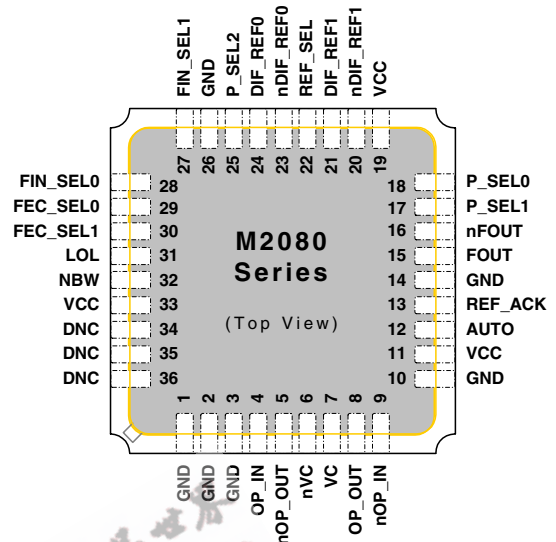 FIN_SEL1
GND
P_SEL2
DIF_REF0
nDIF_REF0
REF_SEL
DIF_REF1
nDIF_REF1
VCC
27
26
25
24
23
22
21
20
19
FIN_SEL0 28
FEC_SEL0 29
FEC_SEL1 30
LOL 31
NBW 32
VCC 33
DNC 34
DNC 35
DNC 36
M2080
Series
(Top View)
18 P_SEL0
17 P_SEL1
16 nFOUT
15 FOUT
14 GND
13 REF_ACK
12 AUTO
11 VCC
10 GND
1
2
3
4
5
6
7
8
9
GND
GND
GND
OP_IN
nOP_OUT
nVC
VC
OP_OUT
nOP_IN